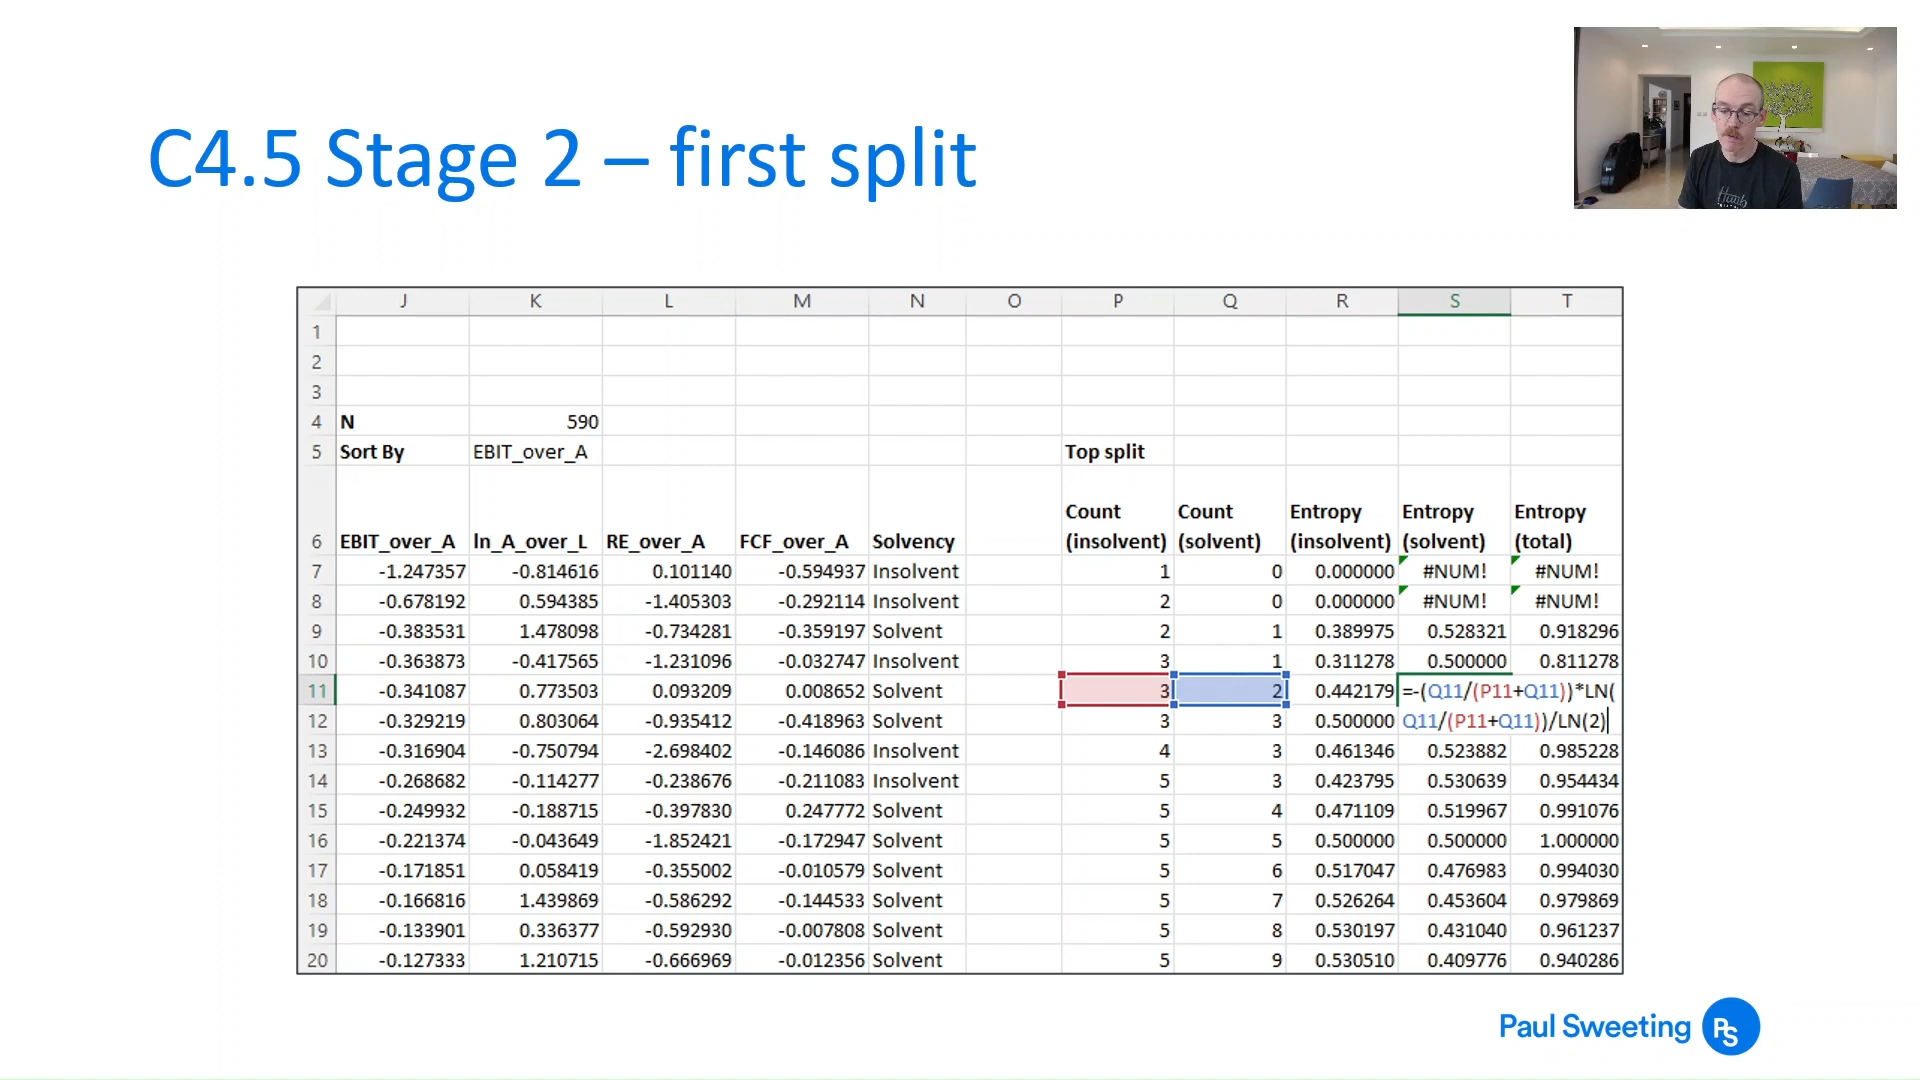 C4.5 Stage 2 – first split
J K L M N O P Q R S T
1
2
3
4 N 590
5 Sort By EBIT_over_A Top split
Count Count Entropy Entropy Entropy
6 EBIT_over_A ln_A_over_L RE_over_A FCF_over_A Solvency (insolvent) (solvent) (insolvent) (solvent) (total)
7 -1.247357 -0.814616 0.101140 -0.594937 Insolvent 1 0 0.000000 #NUM! #NUM!
8 -0.678192 0.594385 -1.405303 -0.292114 Insolvent 2 0 0.000000 #NUM! #NUM!
9 -0.383531 1.478098 -0.734281 -0.359197 Solvent 2 1 0.389975 0.528321 0.918296
10 -0.363873 -0.417565 -1.231096 -0.032747 Insolvent 3 1 0.311278 0.500000 0.811278
11 -0.341087 0.773503 0.093209 0.008652 Solvent 3 2 0.442179 =-(Q11/(P11+Q11))*LN(
12 -0.329219 0.803064 -0.935412 -0.418963 Solvent 3 3 0.500000 Q11/(P11+Q11))/LN(2)
13 -0.316904 -0.750794 -2.698402 -0.146086 Insolvent 4 3 0.461346 0.523882 0.985228
14 -0.268682 -0.114277 -0.238676 -0.211083 Insolvent 5 3 0.423795 0.530639 0.954434
15 -0.249932 -0.188715 -0.397830 0.247772 Solvent 5 4 0.471109 0.519967 0.991076
16 -0.221374 -0.043649 -1.852421 -0.172947 Solvent 5 5 0.500000 0.500000 1.000000
17 -0.171851 0.058419 -0.355002 -0.010579 Solvent 5 6 0.517047 0.476983 0.994030
18 -0.166816 1.439869 -0.586292 -0.144533 Solvent 5 7 0.526264 0.453604 0.979869
19 -0.133901 0.336377 -0.592930 -0.007808 Solvent 5 8 0.530197 0.431040 0.961237
20 -0.127333 1.210715 -0.666969 -0.012356 Solvent 5 9 0.530510 0.409776 0.940286
Paul Sweeting PS